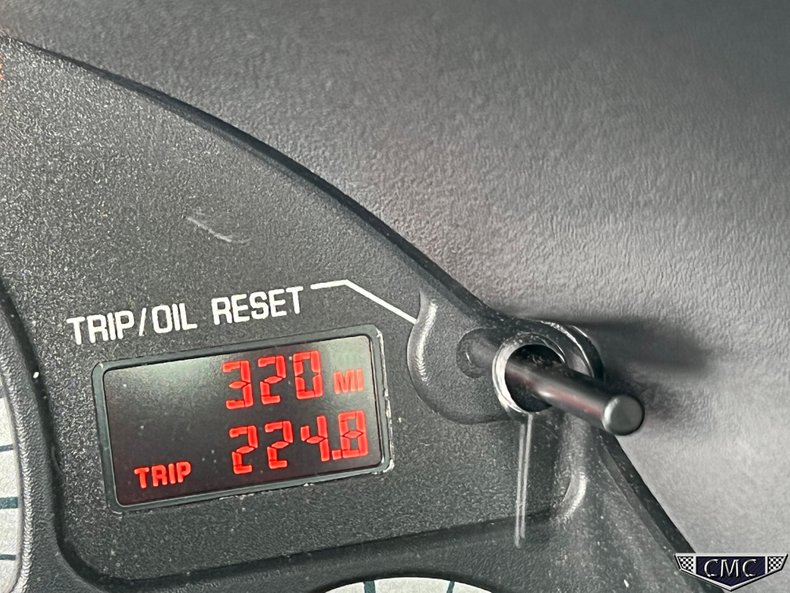 TRIP/OIL RESET
320 MI
TRIP 224.8
CMC